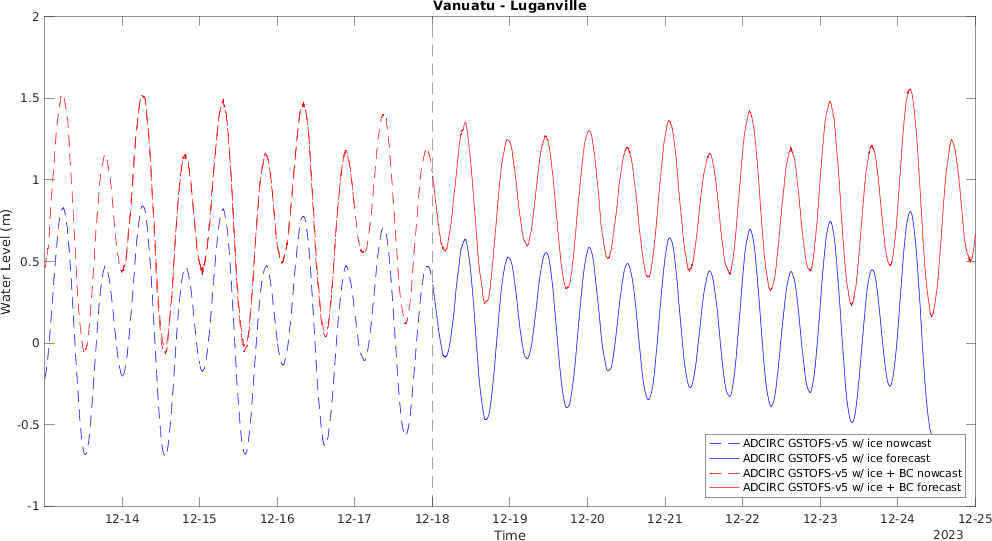 Vanuatu - Luganville
2
1.5
1
0.5
0
-0.5
-1
Water Level (m)
ADCIRC GSTOFS-v5 w/ ice nowcast
ADCIRC GSTOFS-v5 w/ ice forecast
ADCIRC GSTOFS-v5 w/ ice + BC nowcast
ADCIRC GSTOFS-v5 w/ ice + BC forecast
12-14 12-15 12-16 12-17 12-18 12-19 12-20 12-21 12-22 12-23 12-24 12-25
Time
2023